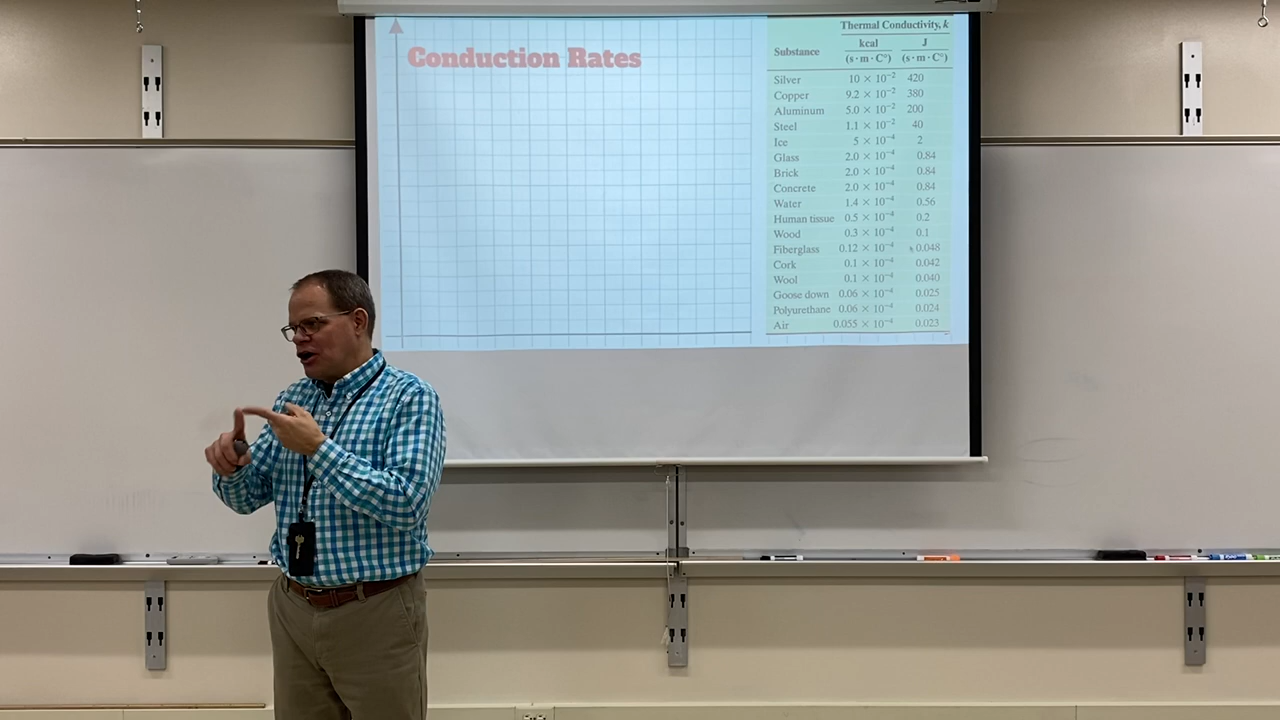 Conduction Rates
Thermal Conductivity, k
kcal J
Substance (s · m · C°) (s · m · C°)
Silver 10 × 10⁻² 420
Copper 9.2 × 10⁻² 380
Aluminum 5.0 × 10⁻² 200
Steel 1.1 × 10⁻² 40
Ice 5 × 10⁻⁴ 2
Glass 2.0 × 10⁻⁴ 0.84
Brick 2.0 × 10⁻⁴ 0.84
Concrete 2.0 × 10⁻⁴ 0.84
Water 1.4 × 10⁻⁴ 0.56
Human tissue 0.5 × 10⁻⁴ 0.2
Wood 0.3 × 10⁻⁴ 0.1
Fiberglass 0.12 × 10⁻⁴ 0.048
Cork 0.1 × 10⁻⁴ 0.042
Wool 0.1 × 10⁻⁴ 0.040
Goose down 0.06 × 10⁻⁴ 0.025
Polyurethane 0.06 × 10⁻⁴ 0.024
Air 0.055 × 10⁻⁴ 0.023